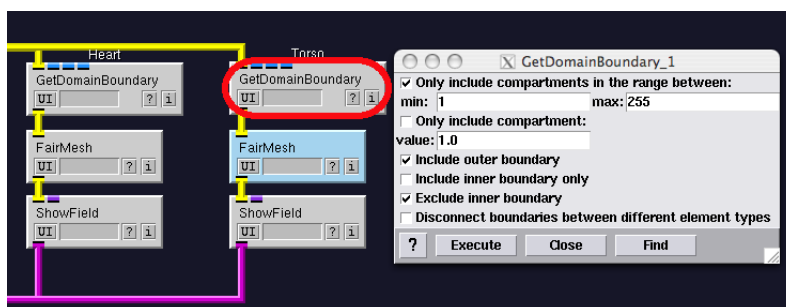 Heart
GetDomainBoundary
UI ? i
FairMesh
UI ? i
ShowField
UI ? i
Torso
GetDomainBoundary
UI ? i
FairMesh
UI ? i
ShowField
UI ? i
X GetDomainBoundary_1
Only include compartments in the range between:
min: 1 max: 255
Only include compartment:
value: 1.0
Include outer boundary
Include inner boundary only
Exclude inner boundary
Disconnect boundaries between different element types
? Execute Close Find